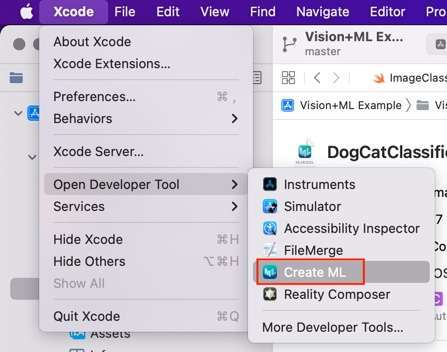 Xcode File Edit View Find Navigate Editor Pro
About Xcode
Xcode Extensions...
Preferences... ⌘ ,
Behaviors
Xcode Server...
Open Developer Tool
Services
Hide Xcode ⌘H
Hide Others ⌥⌘H
Show All
Quit Xcode ⌘Q
Assets
Vision+ML Ex...
master
ImageClass
Vision+ML Example
Vis
DogCatClassifi
Instruments
Simulator
Accessibility Inspector
FileMerge
Create ML
Reality Composer
More Developer Tools...
OS